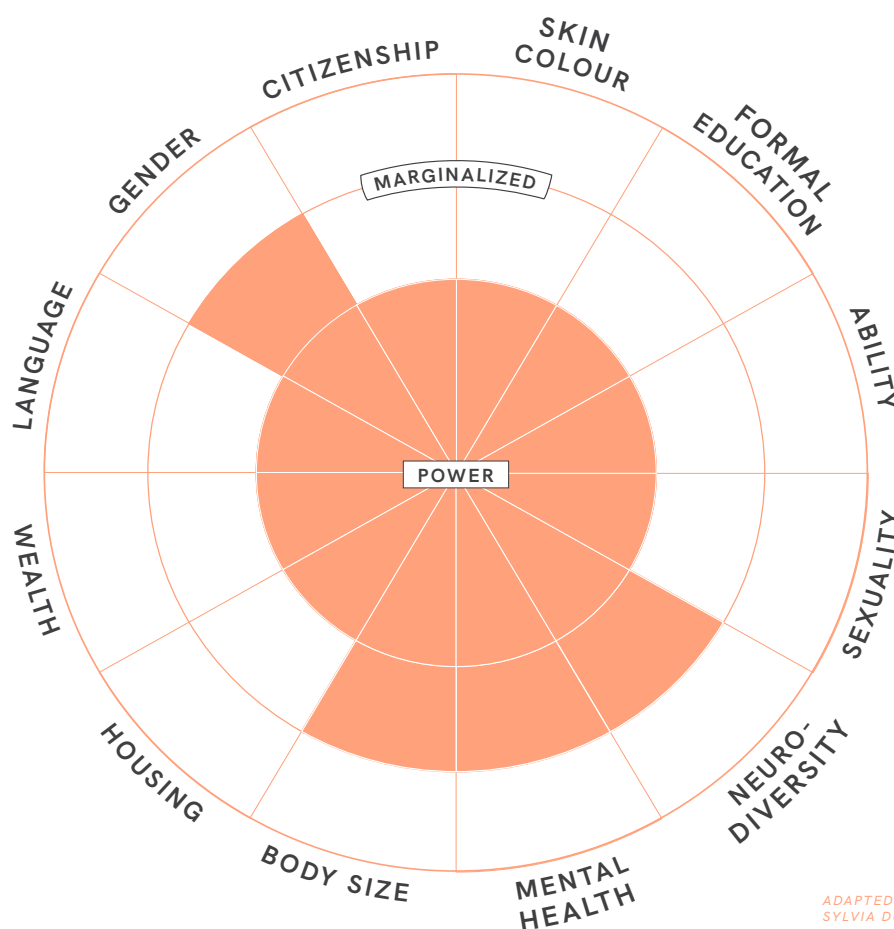 CITIZENSHIP
SKIN
COLOUR
FORMAL
EDUCATION
ABILITY
SEXUALITY
NEURO-
DIVERSITY
MENTAL
HEALTH
BODY SIZE
HOUSING
WEALTH
LANGUAGE
GENDER
MARGINALIZED
POWER
ADAPTED
SYLVIA